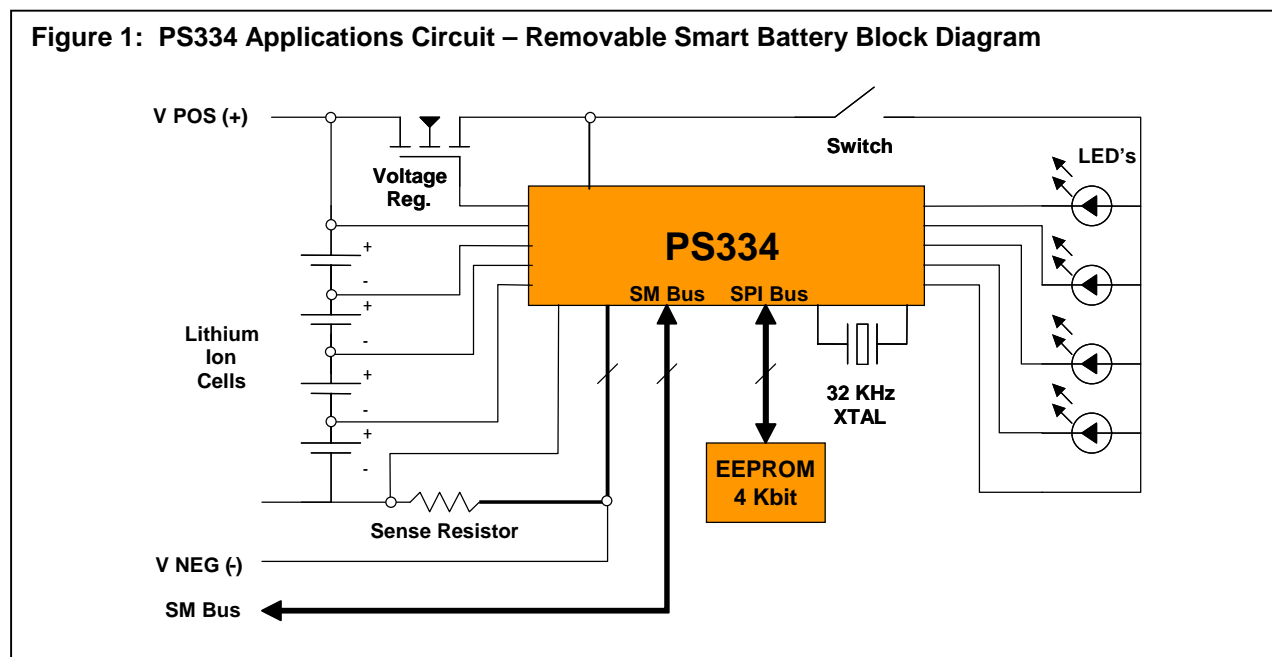 Figure 1: PS334 Applications Circuit – Removable Smart Battery Block Diagram
V POS (+)
Voltage
Reg.
Switch
LED's
PS334
SM Bus
SPI Bus
+
-
+
-
+
-
+
-
Lithium
Ion
Cells
32 KHz
XTAL
EEPROM
4 Kbit
Sense Resistor
V NEG (-)
SM Bus